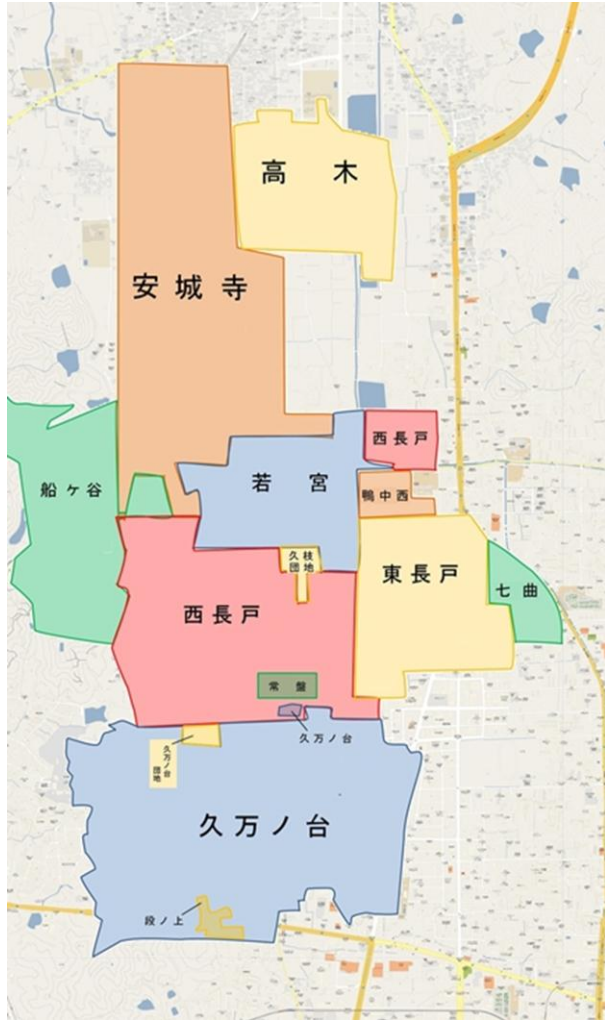 高木
安城寺
西長戸
船ケ谷
若宮
鴨中西
久枝
団地
東長戸
七曲
西長戸
常盤
久万ノ台
久万ノ台
団地
久万ノ台
段ノ上